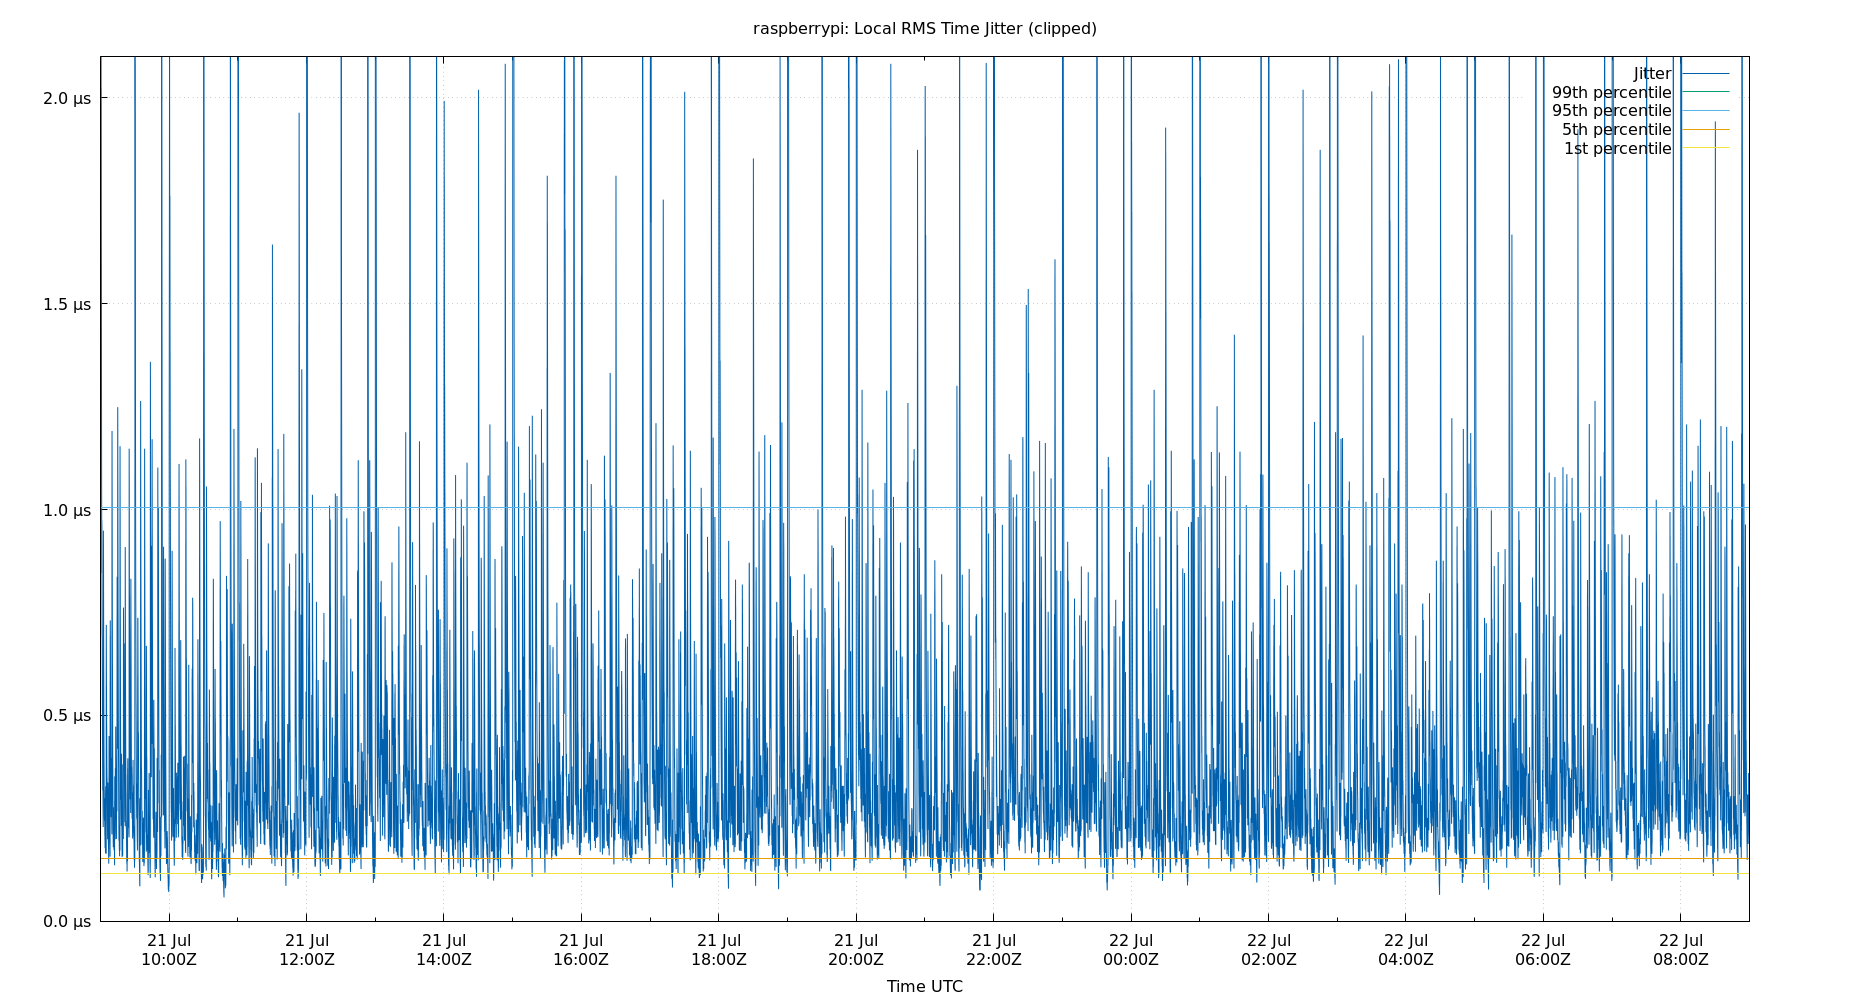 raspberrypi: Local RMS Time Jitter (clipped)
Jitter
99th percentile
95th percentile
5th percentile
1st percentile
2.0 µs
1.5 µs
1.0 µs
0.5 µs
0.0 µs
21 Jul 21 Jul 21 Jul 21 Jul 21 Jul 21 Jul 21 Jul 22 Jul 22 Jul 22 Jul 22 Jul 22 Jul
10:00Z 12:00Z 14:00Z 16:00Z 18:00Z 20:00Z 22:00Z 00:00Z 02:00Z 04:00Z 06:00Z 08:00Z
Time UTC